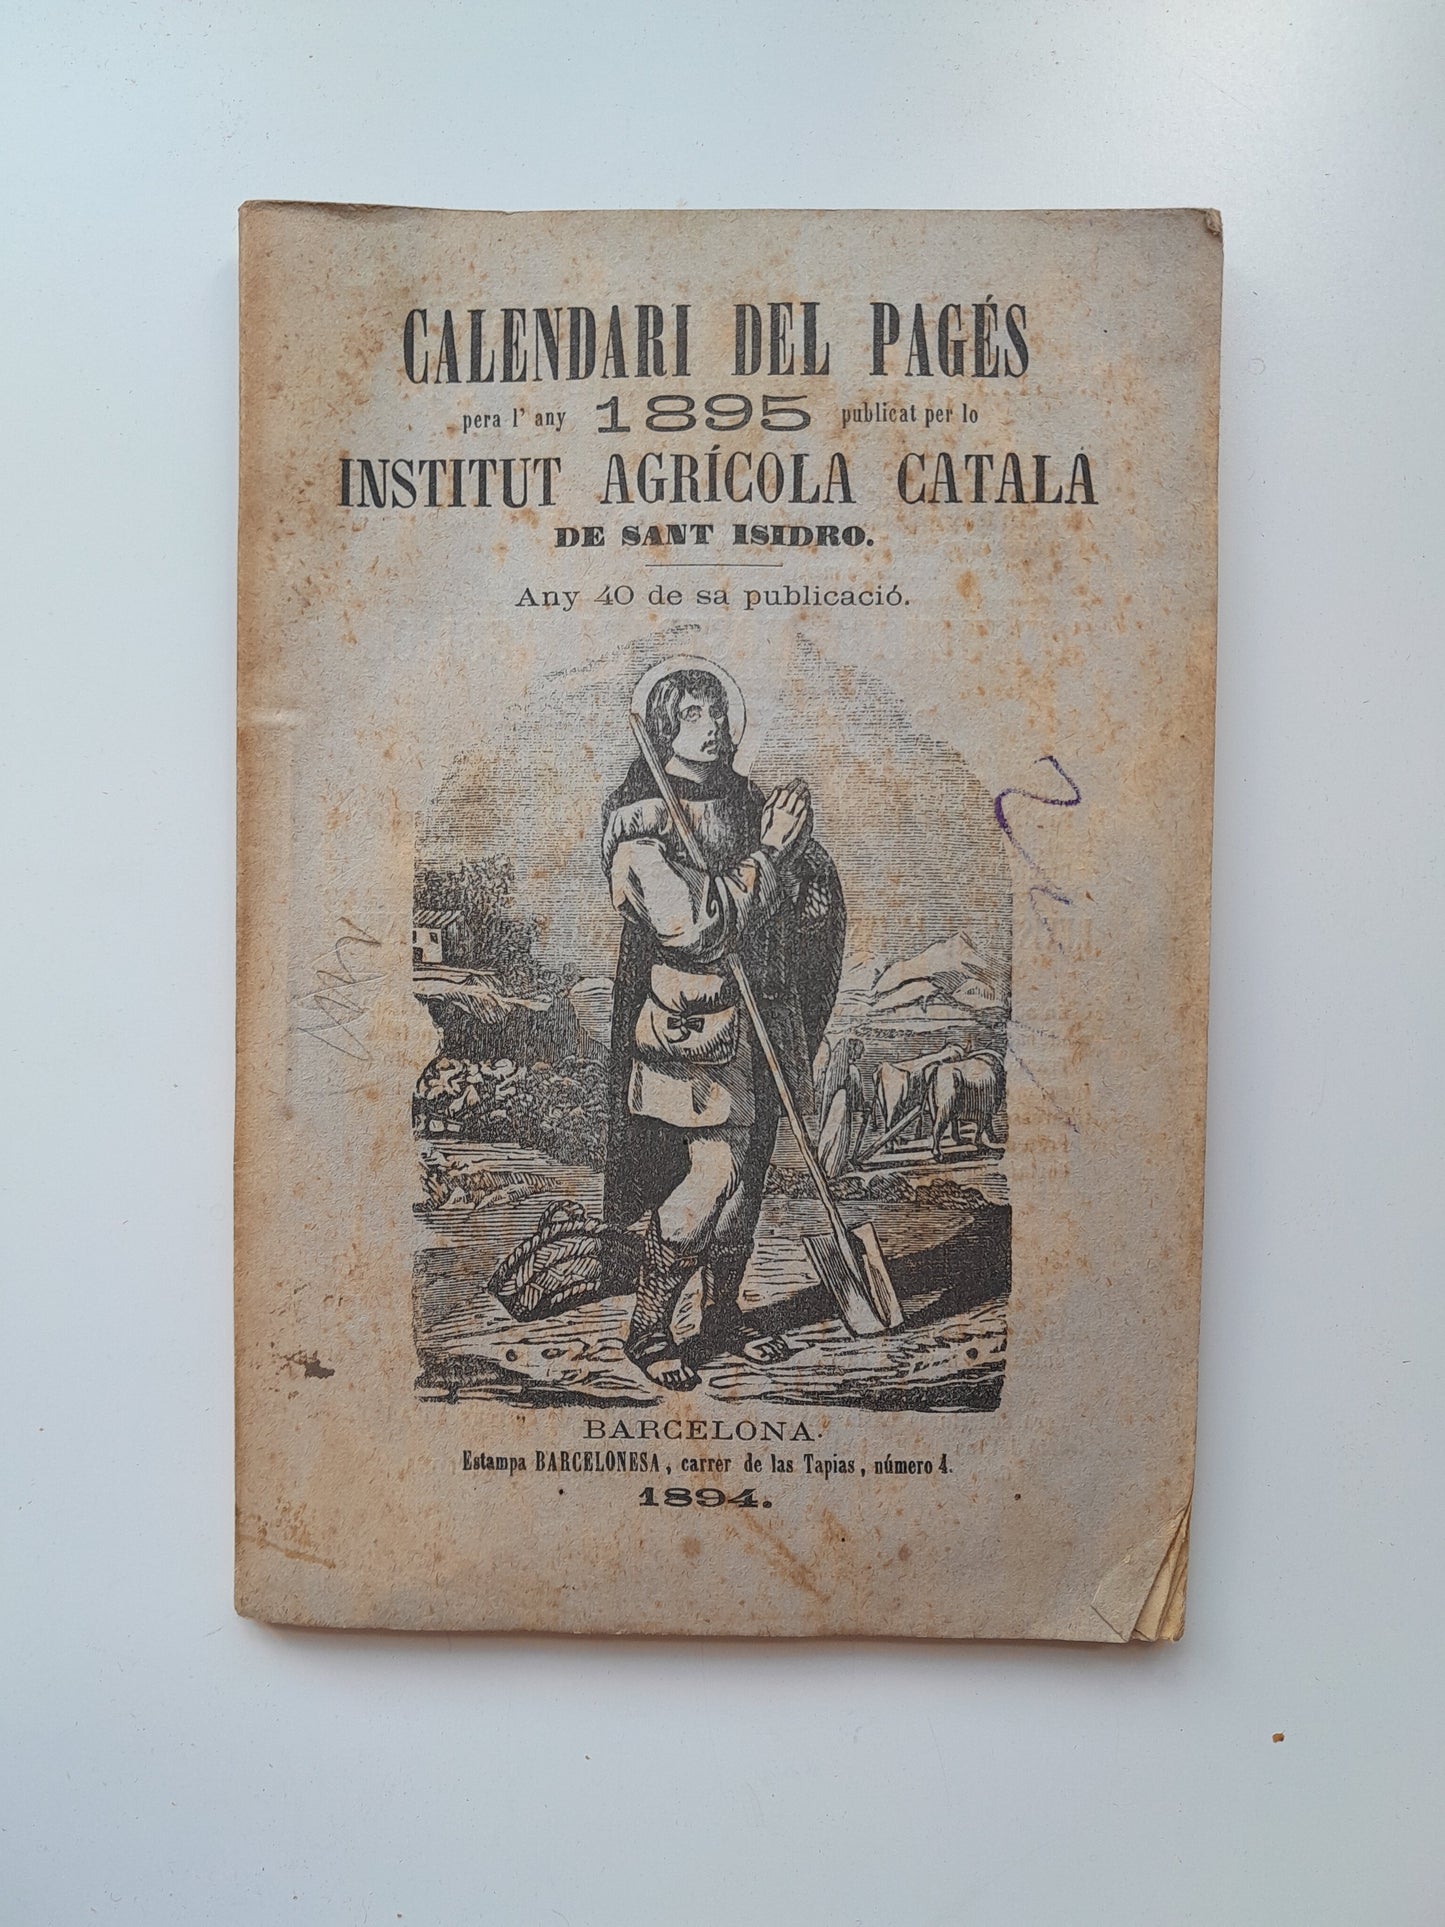 CALENDARI DEL PAGÉS
pera l' any 1895 publicat per lo
INSTITUT AGRÍCOLA CATALÁ
DE SANT ISIDRO.
Any 40 de sa publicació.
BARCELONA.
Estampa BARCELONESA, carrer de las Tapias, número 4.
1894.